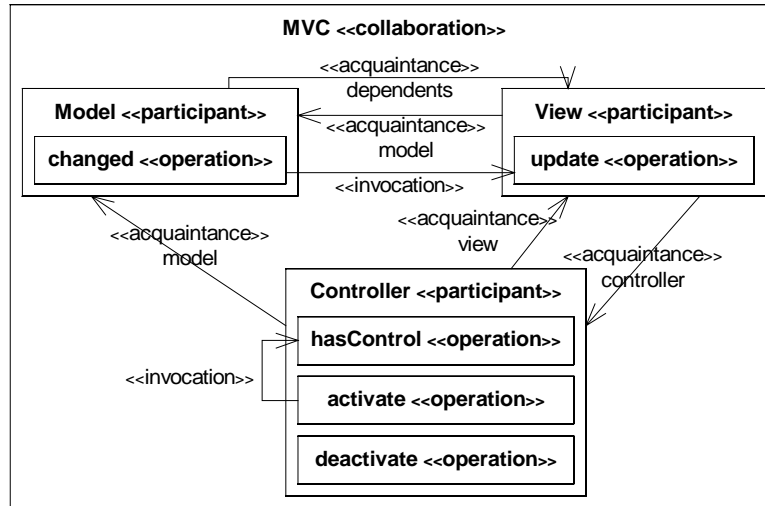 MVC <<collaboration>>
<<acquaintance>>
dependents
Model <<participant>>
View <<participant>>
<<acquaintance>>
model
changed <<operation>>
update <<operation>>
<<invocation>>
<<acquaintance>>
view
<<acquaintance>>
model
<<acquaintance>>
controller
Controller <<participant>>
hasControl <<operation>>
<<invocation>>
activate <<operation>>
deactivate <<operation>>